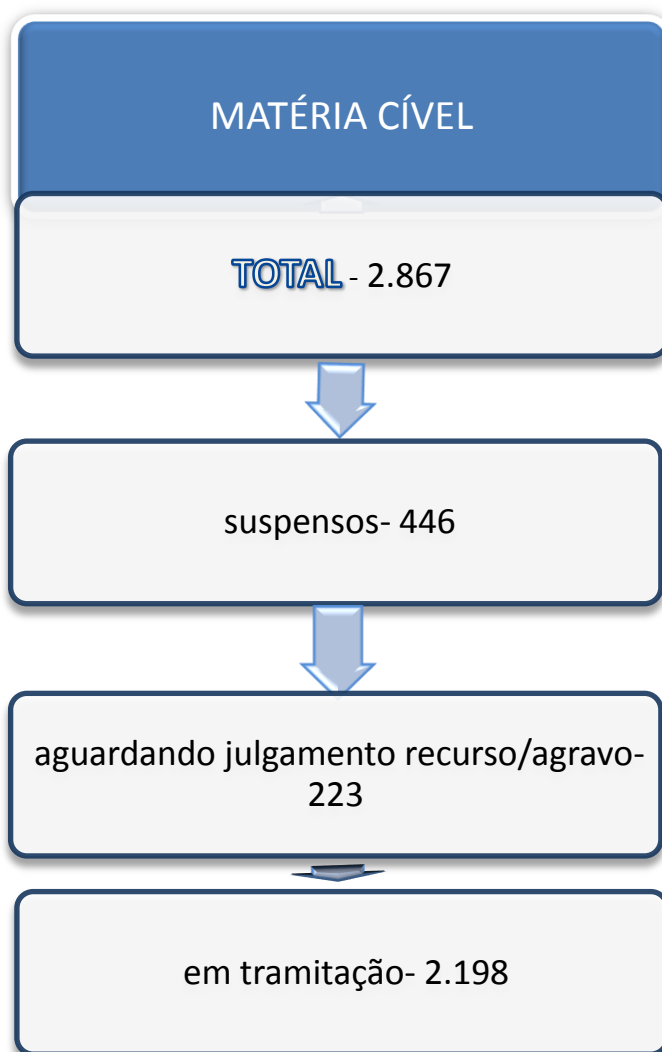 MATÉRIA CÍVEL
TOTAL - 2.867
suspensos- 446
aguardando julgamento recurso/agravo-
223
em tramitação- 2.198